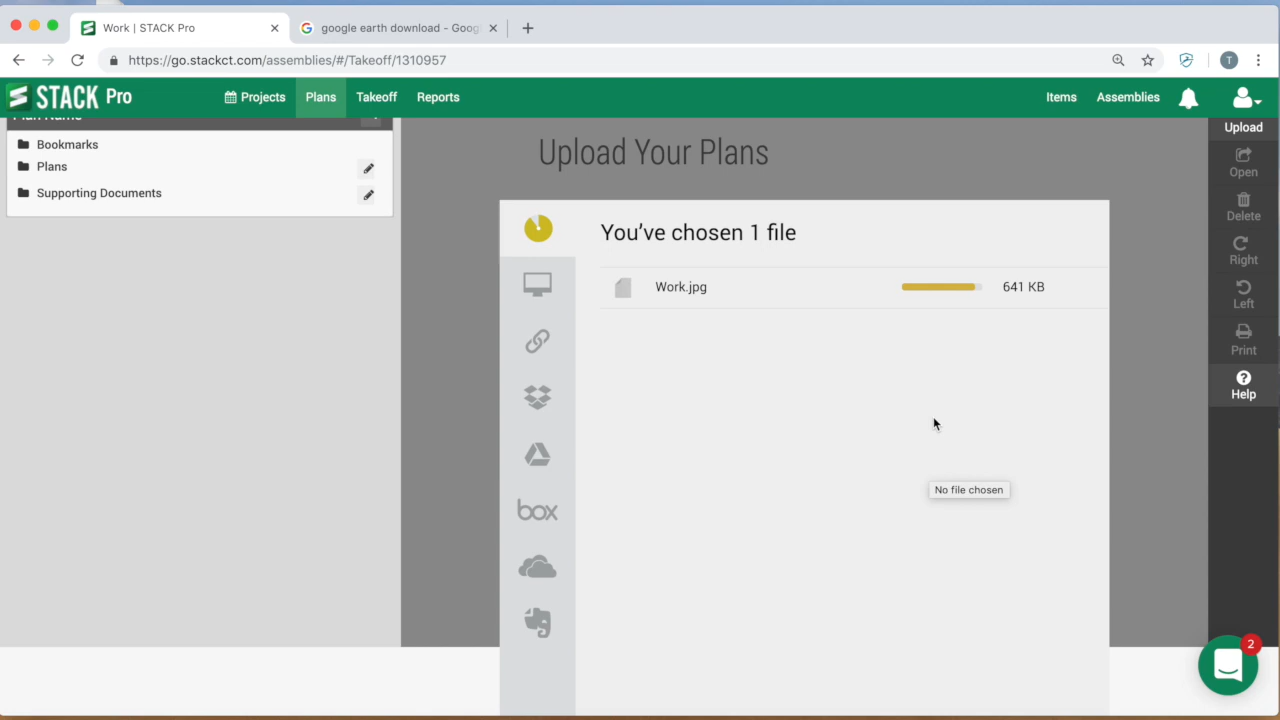 Work | STACK Pro
google earth download - Goog
https://go.stackct.com/assemblies/#/Takeoff/1310957
T
STACK Pro
Projects
Plans
Takeoff
Reports
Items
Assemblies
Plan Name
Bookmarks
Plans
Supporting Documents
Upload Your Plans
You've chosen 1 file
Work.jpg
641 KB
No file chosen
box
Upload
Open
Delete
Right
Left
Print
Help
2